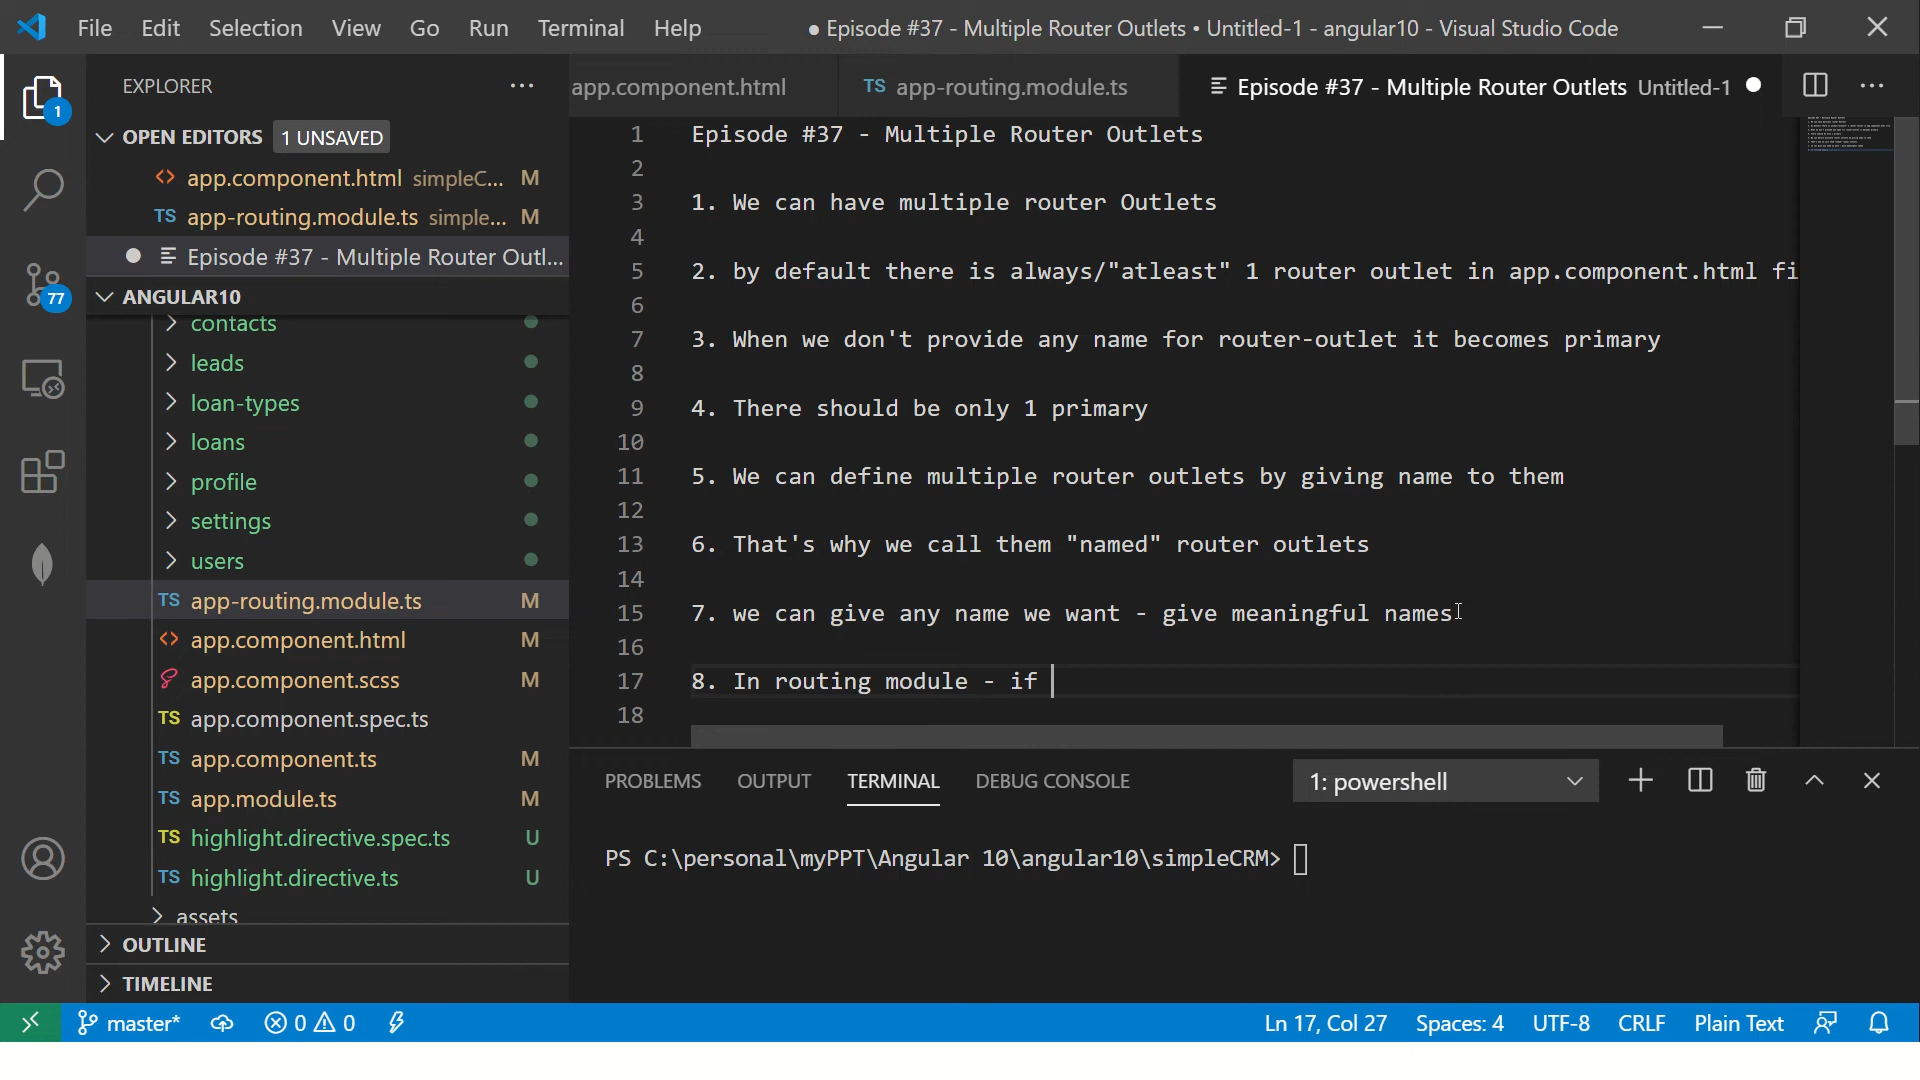 File Edit Selection View Go Run Terminal Help
● Episode #37 - Multiple Router Outlets • Untitled-1 - angular10 - Visual Studio Code
EXPLORER
app.component.html
TS app-routing.module.ts
Episode #37 - Multiple Router Outlets Untitled-1
1
OPEN EDITORS 1 UNSAVED
app.component.html simpleC... M
TS app-routing.module.ts simple... M
Episode #37 - Multiple Router Outl...
77
ANGULAR10
contacts
leads
loan-types
loans
profile
settings
users
TS app-routing.module.ts M
app.component.html M
app.component.scss M
TS app.component.spec.ts
TS app.component.ts M
TS app.module.ts M
TS highlight.directive.spec.ts U
TS highlight.directive.ts U
assets
OUTLINE
TIMELINE
1 Episode #37 - Multiple Router Outlets
2
3 1. We can have multiple router Outlets
4
5 2. by default there is always/"atleast" 1 router outlet in app.component.html fi
6
7 3. When we don't provide any name for router-outlet it becomes primary
8
9 4. There should be only 1 primary
10
11 5. We can define multiple router outlets by giving name to them
12
13 6. That's why we call them "named" router outlets
14
15 7. we can give any name we want - give meaningful names
16
17 8. In routing module - if
18
PROBLEMS OUTPUT TERMINAL DEBUG CONSOLE 1: powershell
PS C:\personal\myPPT\Angular 10\angular10\simpleCRM>
master* 0 0 Ln 17, Col 27 Spaces: 4 UTF-8 CRLF Plain Text